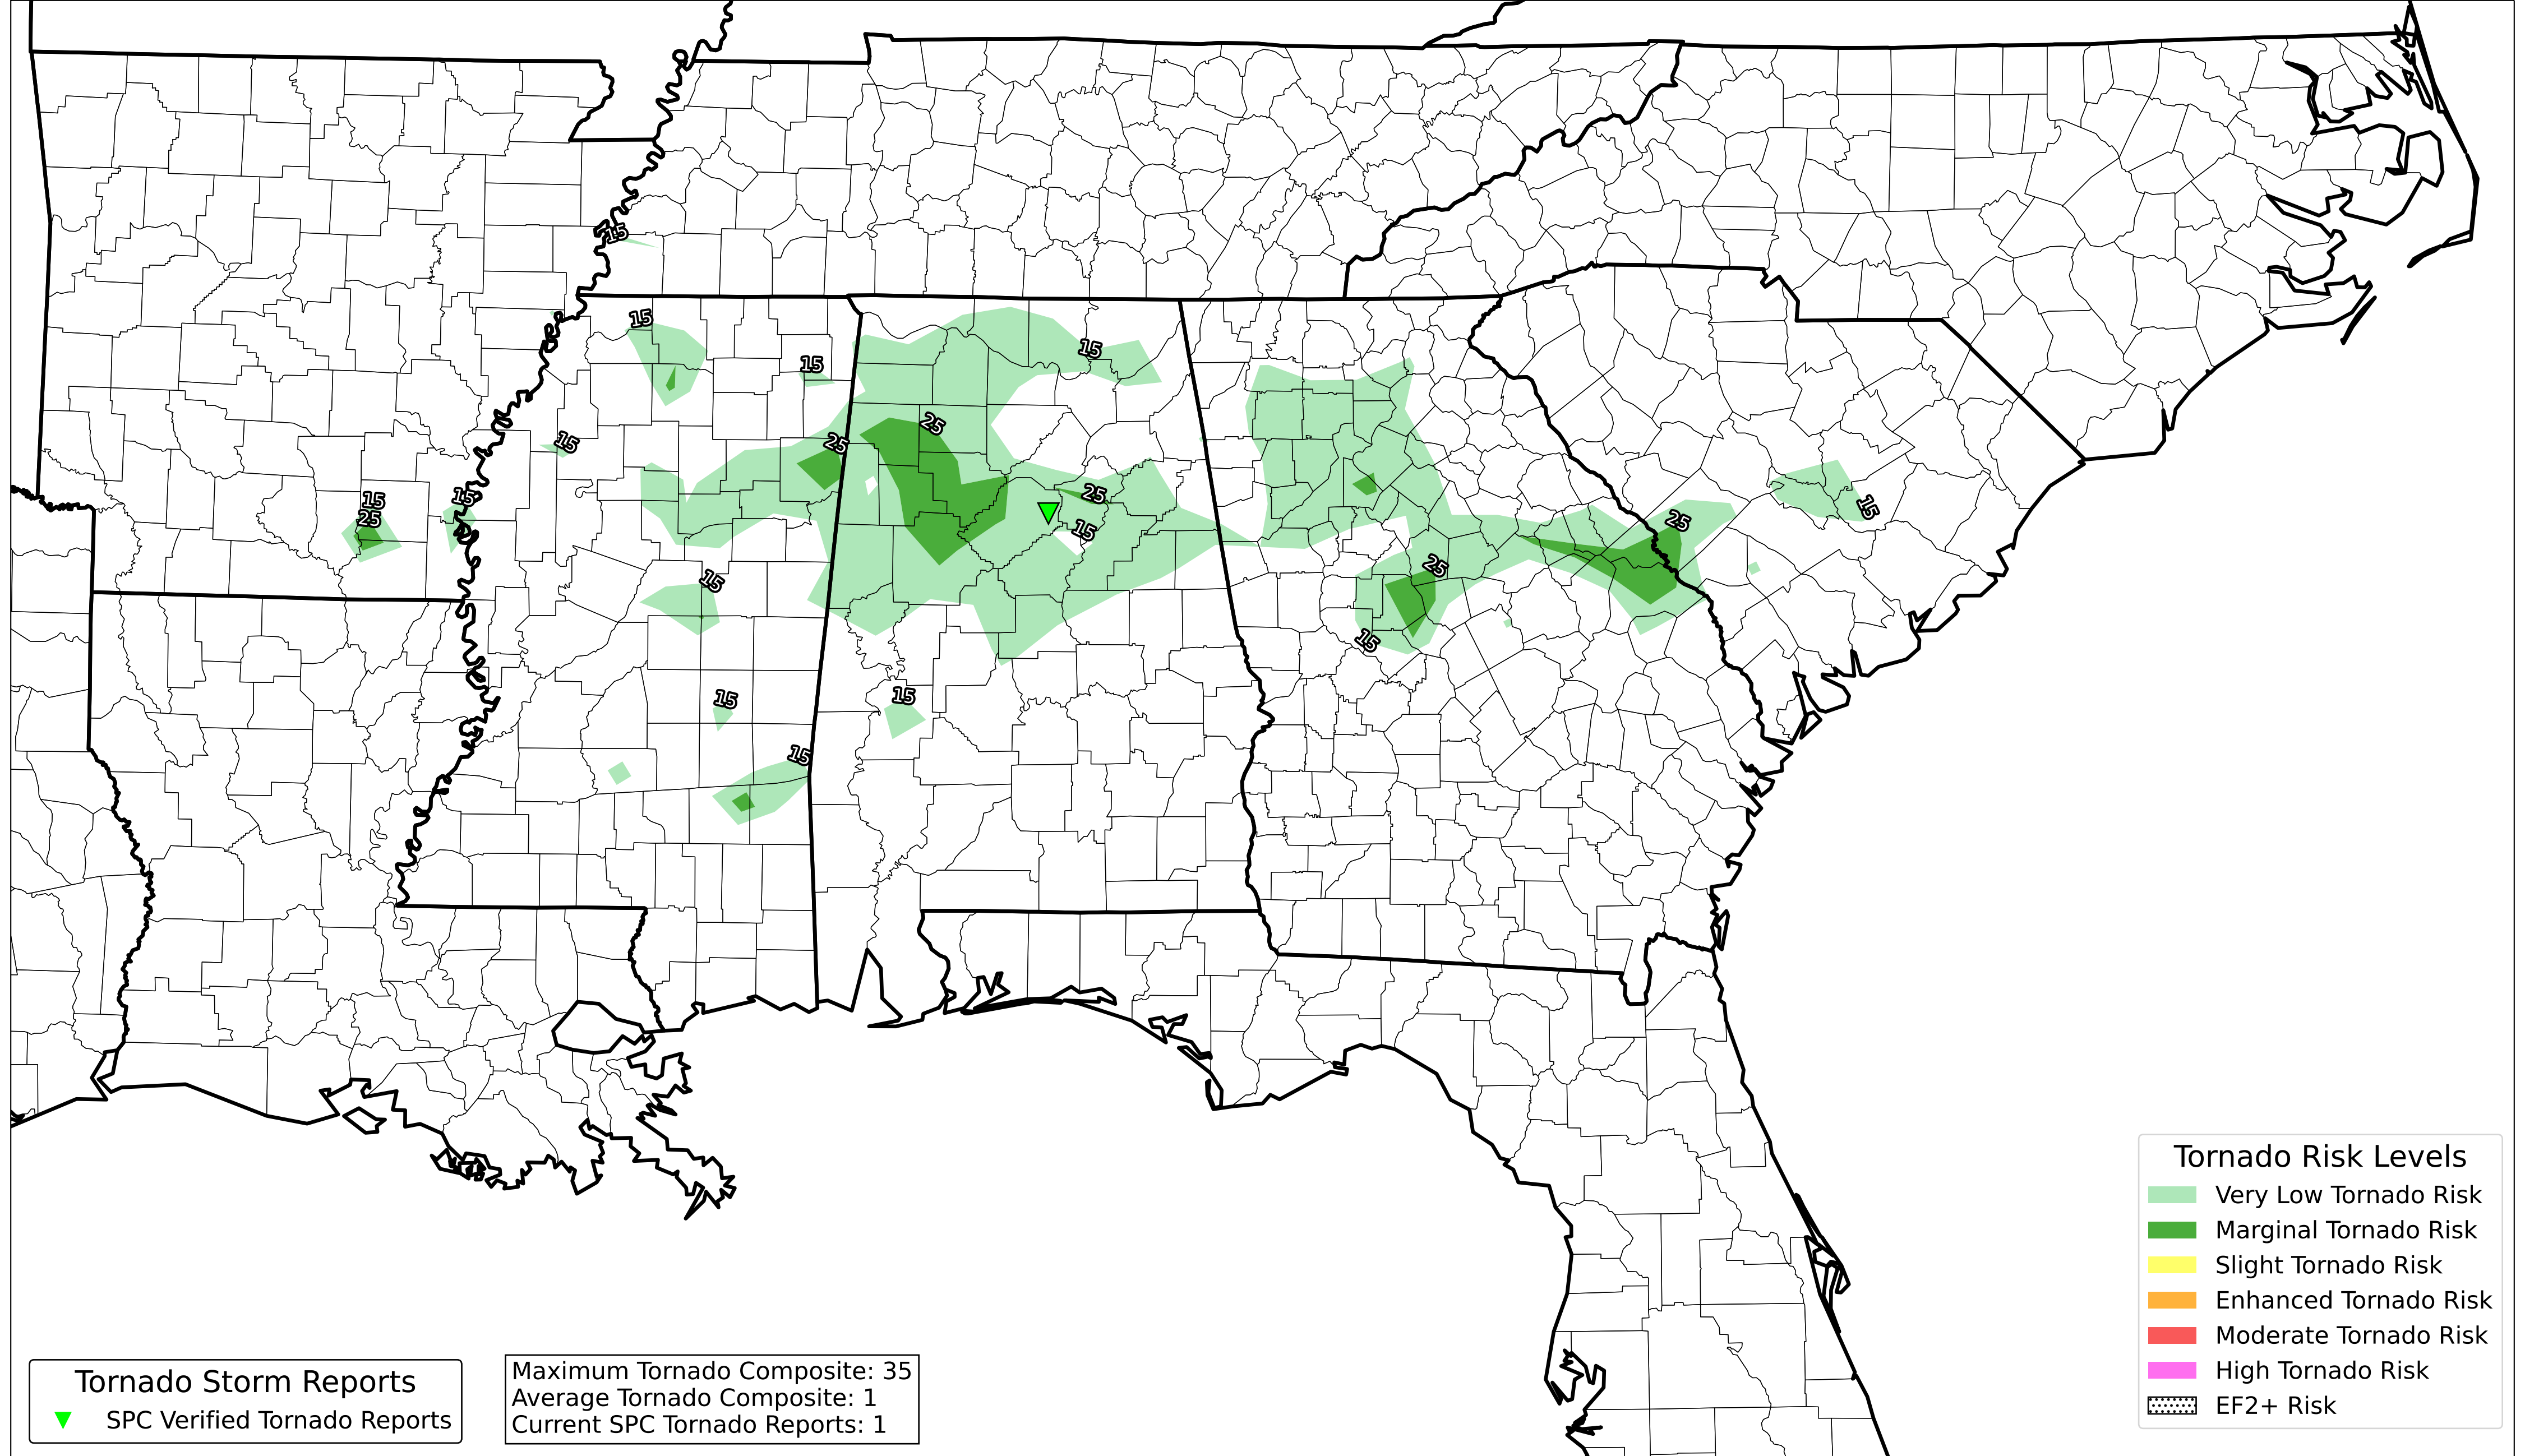 15
15
15
15
25
25
15
15
15
25
25
15
15
25
15
25
15
15
15
15
15
Tornado Risk Levels
Very Low Tornado Risk
Marginal Tornado Risk
Slight Tornado Risk
Enhanced Tornado Risk
Moderate Tornado Risk
High Tornado Risk
EF2+ Risk
Tornado Storm Reports
SPC Verified Tornado Reports
Maximum Tornado Composite: 35
Average Tornado Composite: 1
Current SPC Tornado Reports: 1